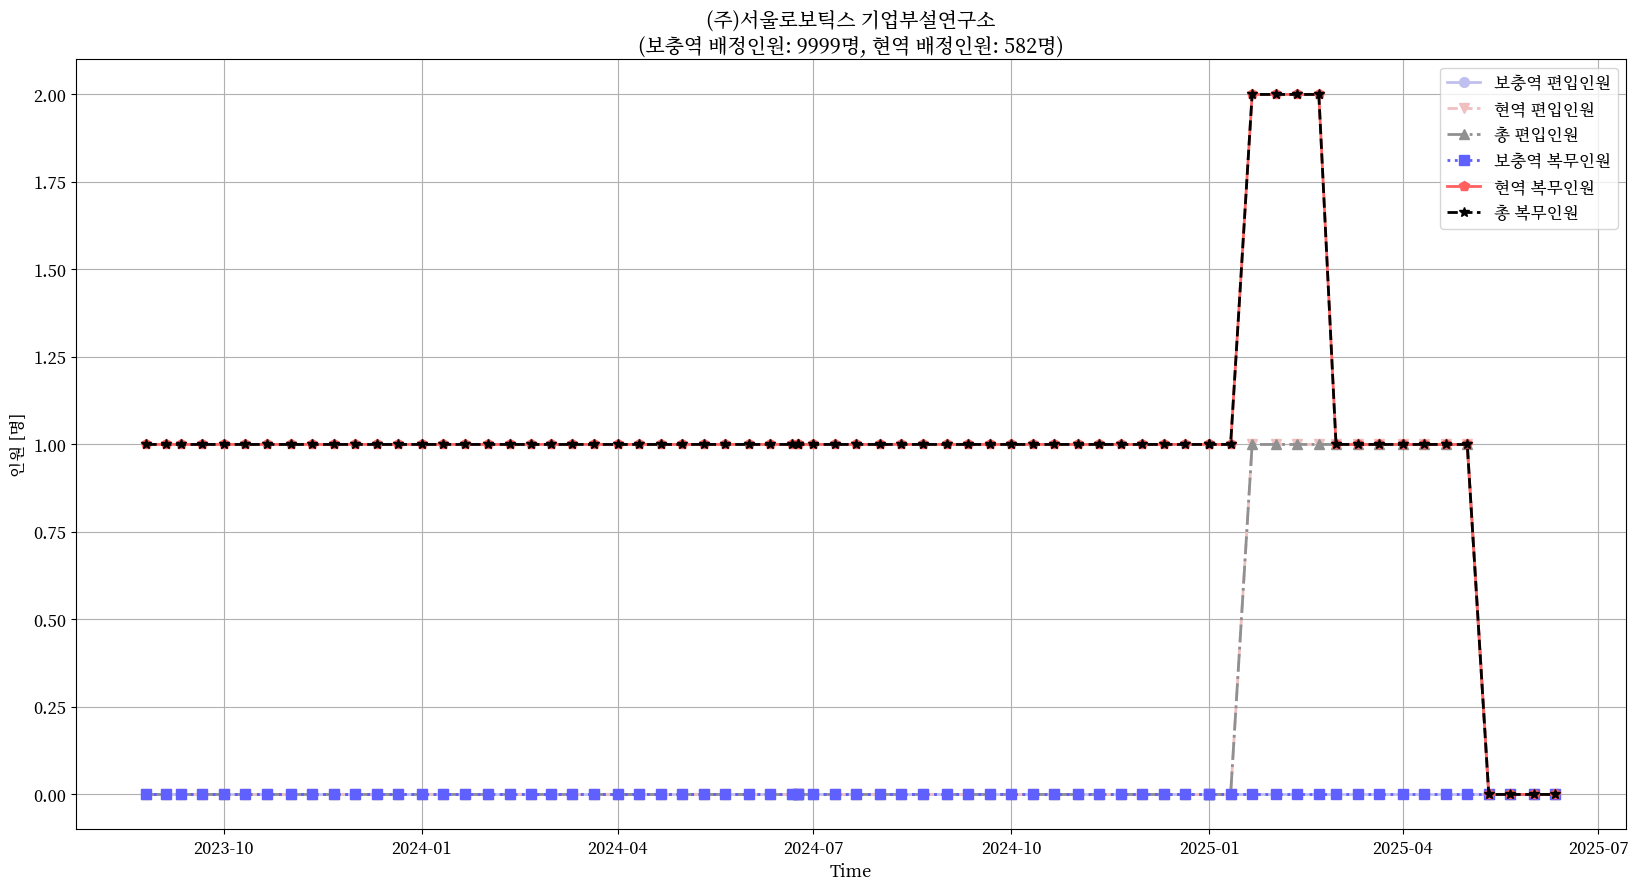 (주)서울로보틱스 기업부설연구소
(보충역 배정인원: 9999명, 현역 배정인원: 582명)
보충역 편입인원
현역 편입인원
총 편입인원
보충역 복무인원
현역 복무인원
총 복무인원
인원 [명]
2.00
1.75
1.50
1.25
1.00
0.75
0.50
0.25
0.00
2023-10
2024-01
2024-04
2024-07
2024-10
2025-01
2025-04
2025-07
Time